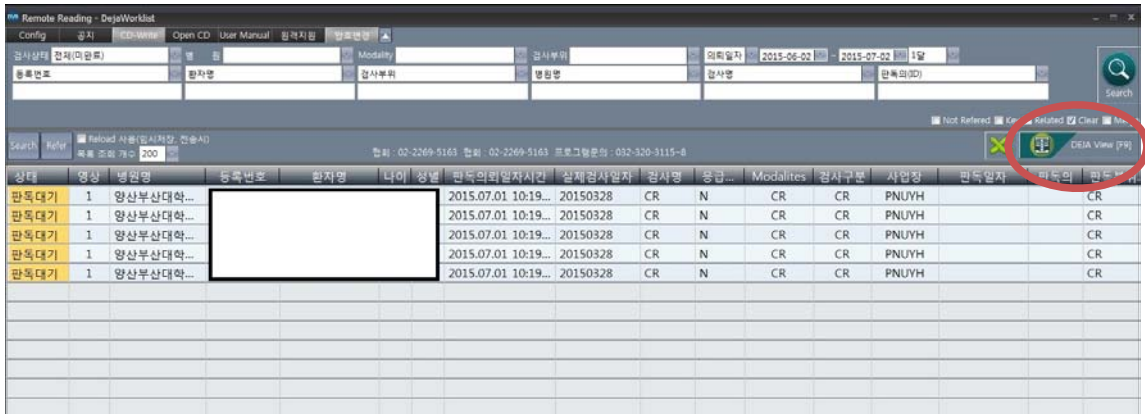 Remote Reading - DejaWorklist
Config 공지 CD-Write Open CD User Manual 원격지원 암호변경
검사상태 전체(미완료) 병 원 Modality 검사부위 의뢰일자 2015-06-02 ~ 2015-07-02 1달
등록번호 환자명 검사부위 병원명 검사명 판독의(ID)
Search
Not Refered Related Clear
Search Refer Reload 사용(임시저장, 전송시)
목록 조회 개수 200 협회 : 02-2269-5163 협회 : 02-2269-5163 프로그램문의 : 032-320-3115~8 DEJA View [F9]
상태 영상 병원명 등록번호 환자명 나이 성별 판독의뢰일자시간 실제검사일자 검사명 응급... Modalites 검사구분 사업장 판독일자 판독의 판독부위
판독대기 1 양산부산대학... 2015.07.01 10:19... 20150328 CR N CR CR PNUYH CR
판독대기 1 양산부산대학... 2015.07.01 10:19... 20150328 CR N CR CR PNUYH CR
판독대기 1 양산부산대학... 2015.07.01 10:19... 20150328 CR N CR CR PNUYH CR
판독대기 1 양산부산대학... 2015.07.01 10:19... 20150328 CR N CR CR PNUYH CR
판독대기 1 양산부산대학... 2015.07.01 10:19... 20150328 CR N CR CR PNUYH CR